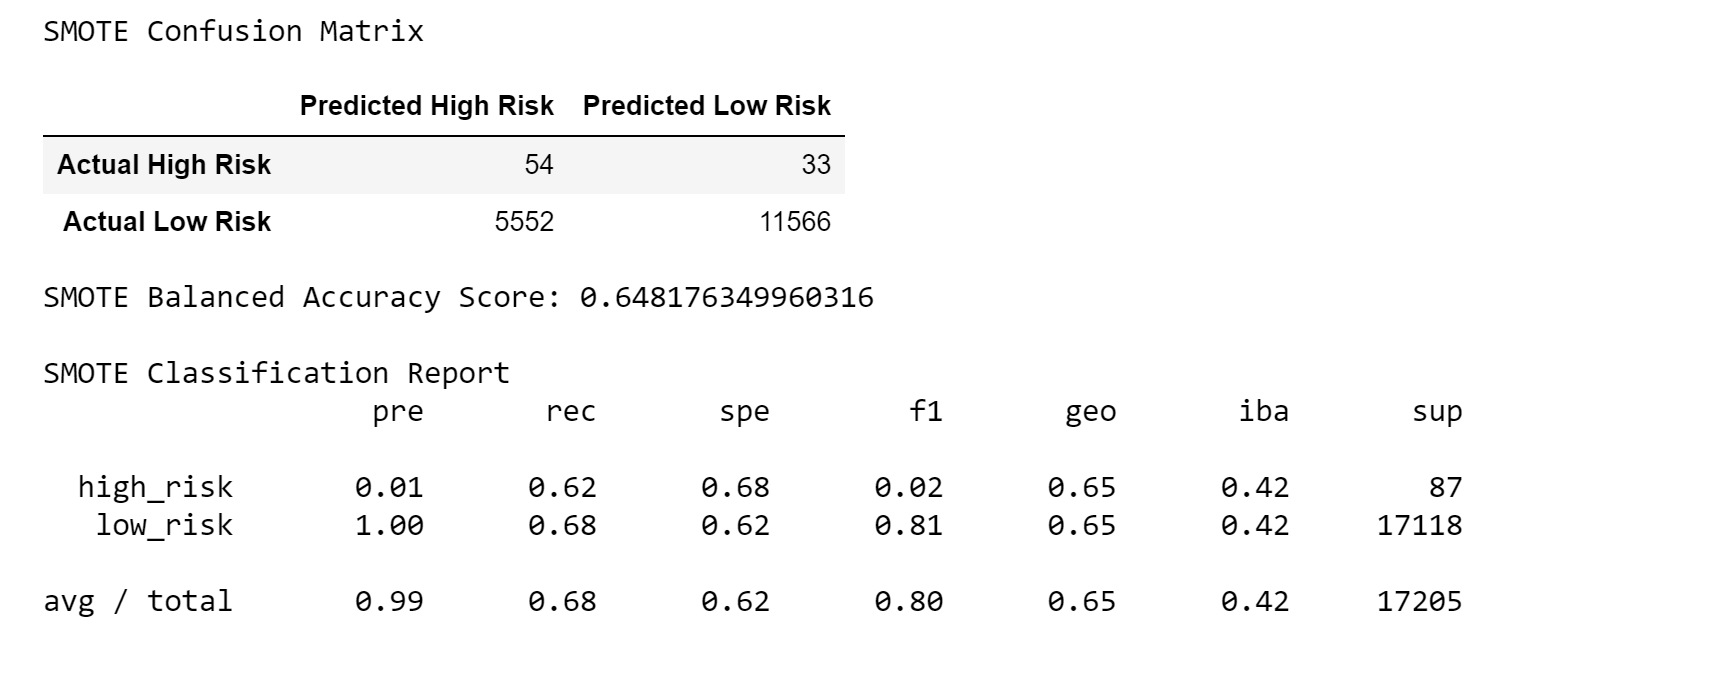 SMOTE Confusion Matrix
Predicted High Risk Predicted Low Risk
Actual High Risk 54 33
Actual Low Risk 5552 11566
SMOTE Balanced Accuracy Score: 0.648176349960316
SMOTE Classification Report
pre rec spe f1 geo iba sup
high_risk 0.01 0.62 0.68 0.02 0.65 0.42 87
low_risk 1.00 0.68 0.62 0.81 0.65 0.42 17118
avg / total 0.99 0.68 0.62 0.80 0.65 0.42 17205